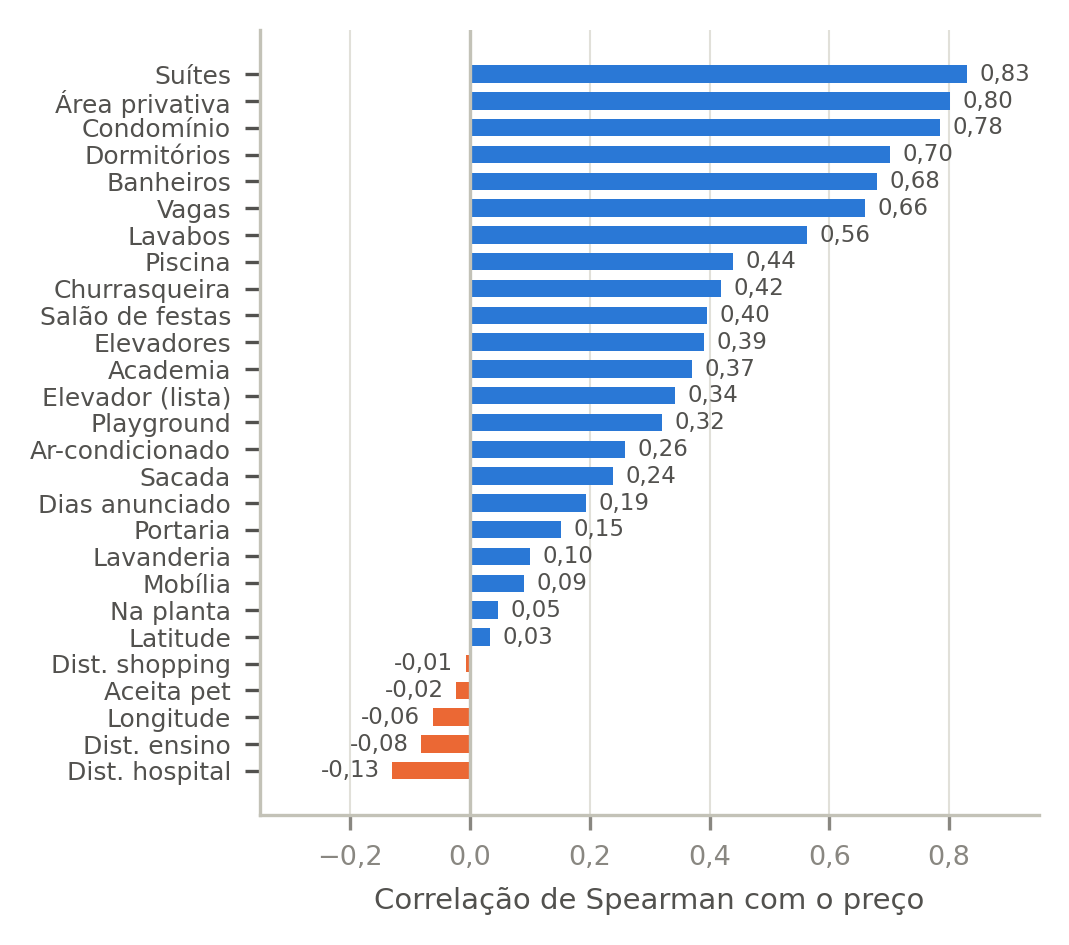 Suítes 0,83
Área privativa 0,80
Condomínio 0,78
Dormitórios 0,70
Banheiros 0,68
Vagas 0,66
Lavabos 0,56
Piscina 0,44
Churrasqueira 0,42
Salão de festas 0,40
Elevadores 0,39
Academia 0,37
Elevador (lista) 0,34
Playground 0,32
Ar-condicionado 0,26
Sacada 0,24
Dias anunciado 0,19
Portaria 0,15
Lavanderia 0,10
Mobília 0,09
Na planta 0,05
Latitude 0,03
Dist. shopping -0,01
Aceita pet -0,02
Longitude -0,06
Dist. ensino -0,08
Dist. hospital -0,13
−0,2 0,0 0,2 0,4 0,6 0,8
Correlação de Spearman com o preço